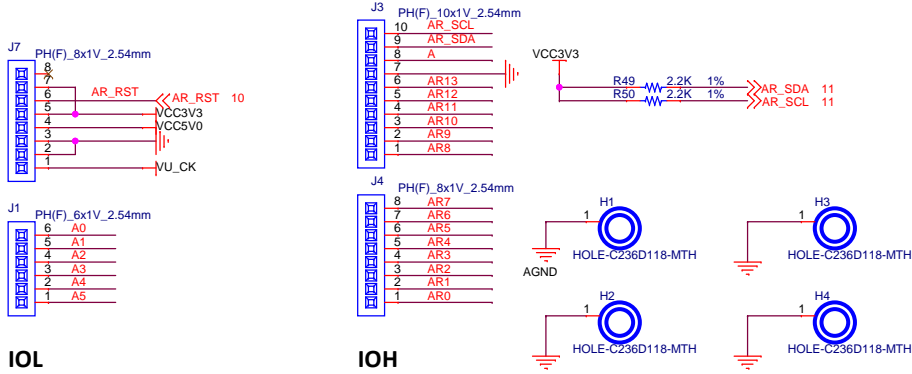 J7
PH(F)_8x1V_2.54mm
8
7
6 AR_RST AR_RST 10
5 VCC3V3
4 VCC5V0
3
2
1 VU_CK
J1
PH(F)_6x1V_2.54mm
6 A0
5 A1
4 A2
3 A3
2 A4
1 A5
IOL
J3
PH(F)_10x1V_2.54mm
10 AR_SCL
9 AR_SDA
8 A
7
6 AR13
5 AR12
4 AR11
3 AR10
2 AR9
1 AR8
J4
PH(F)_8x1V_2.54mm
8 AR7
7 AR6
6 AR5
5 AR4
4 AR3
3 AR2
2 AR1
1 AR0
IOH
VCC3V3
R49 2.2K 1% AR_SDA 11
R50 2.2K 1% AR_SCL 11
H1
1
HOLE-C236D118-MTH
AGND
H3
1
HOLE-C236D118-MTH
H2
1
HOLE-C236D118-MTH
H4
1
HOLE-C236D118-MTH